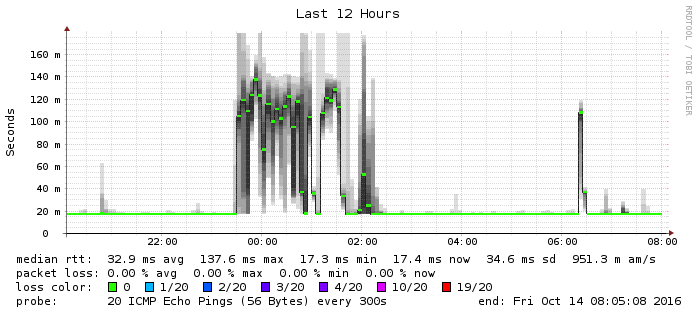 Last 12 Hours
RRDTOOL / TOBI OETIKER
Seconds
160 m
140 m
120 m
100 m
80 m
60 m
40 m
20 m
0
22:00 00:00 02:00 04:00 06:00 08:00
median rtt: 32.9 ms avg 137.6 ms max 17.3 ms min 17.4 ms now 34.6 ms sd 951.3 m am/s
packet loss: 0.00 % avg 0.00 % max 0.00 % min 0.00 % now
loss color: 0 1/20 2/20 3/20 4/20 10/20 19/20
probe: 20 ICMP Echo Pings (56 Bytes) every 300s end: Fri Oct 14 08:05:08 2016